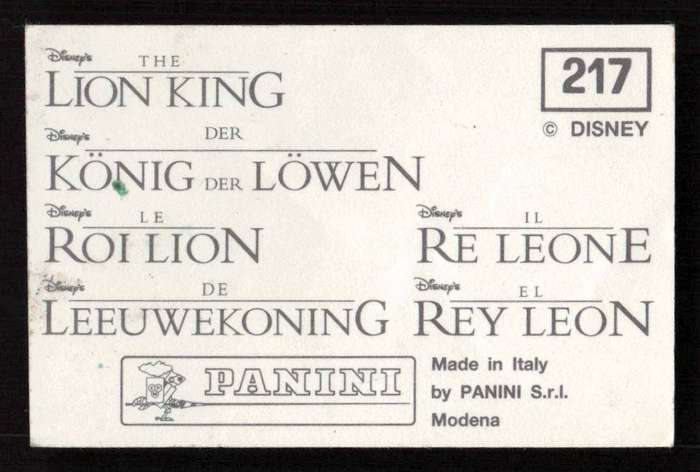 Disney's THE
LION KING
217
© DISNEY
Disney's DER
KÖNIG DER LÖWEN
Disney's LE
ROI LION
Disney's IL
RE LEONE
Disney's DE
LEEUWEKONING
Disney's EL
REY LEON
PANINI
Made in Italy
by PANINI S.r.l.
Modena